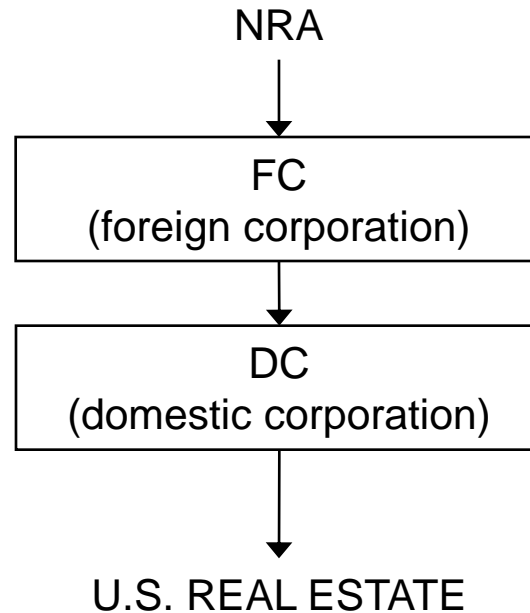 NRA
FC
(foreign corporation)
DC
(domestic corporation)
U.S. REAL ESTATE